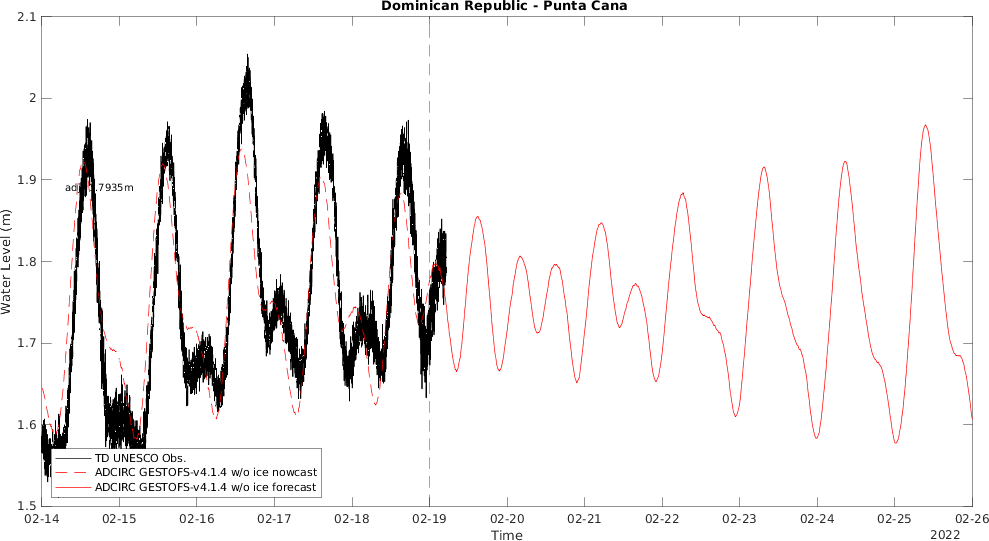 Dominican Republic - Punta Cana
2.1
2
1.9
1.8
1.7
1.6
1.5
Water Level (m)
7935m
TD UNESCO Obs.
ADCIRC GESTOFS-v4.1.4 w/o ice nowcast
ADCIRC GESTOFS-v4.1.4 w/o ice forecast
02-14 02-15 02-16 02-17 02-18 02-19 02-20 02-21 02-22 02-23 02-24 02-25 02-26
Time
2022